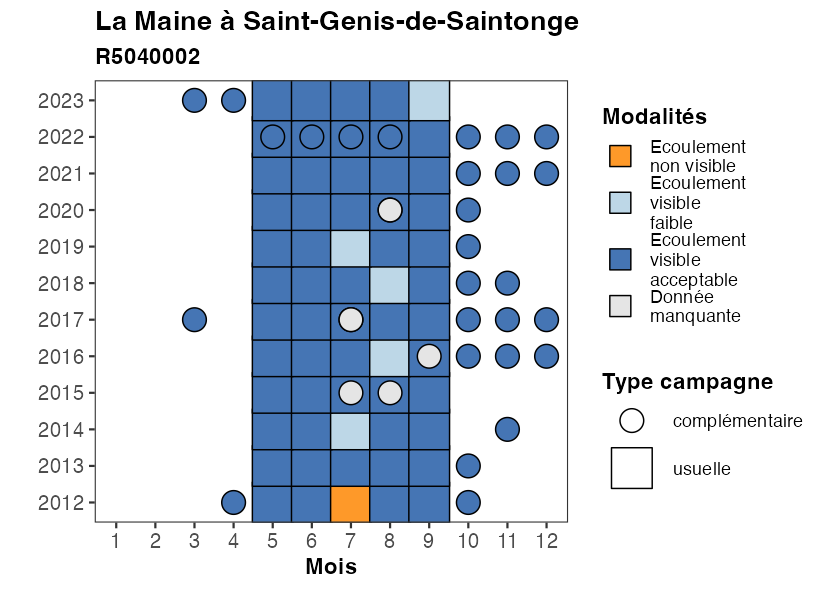 La Maine à Saint-Genis-de-Saintonge
R5040002
2023
2022
2021
2020
2019
2018
2017
2016
2015
2014
2013
2012
1 2 3 4 5 6 7 8 9 10 11 12
Mois
Modalités
Ecoulement
non visible
Ecoulement
visible
faible
Ecoulement
visible
acceptable
Donnée
manquante
Type campagne
complémentaire
usuelle